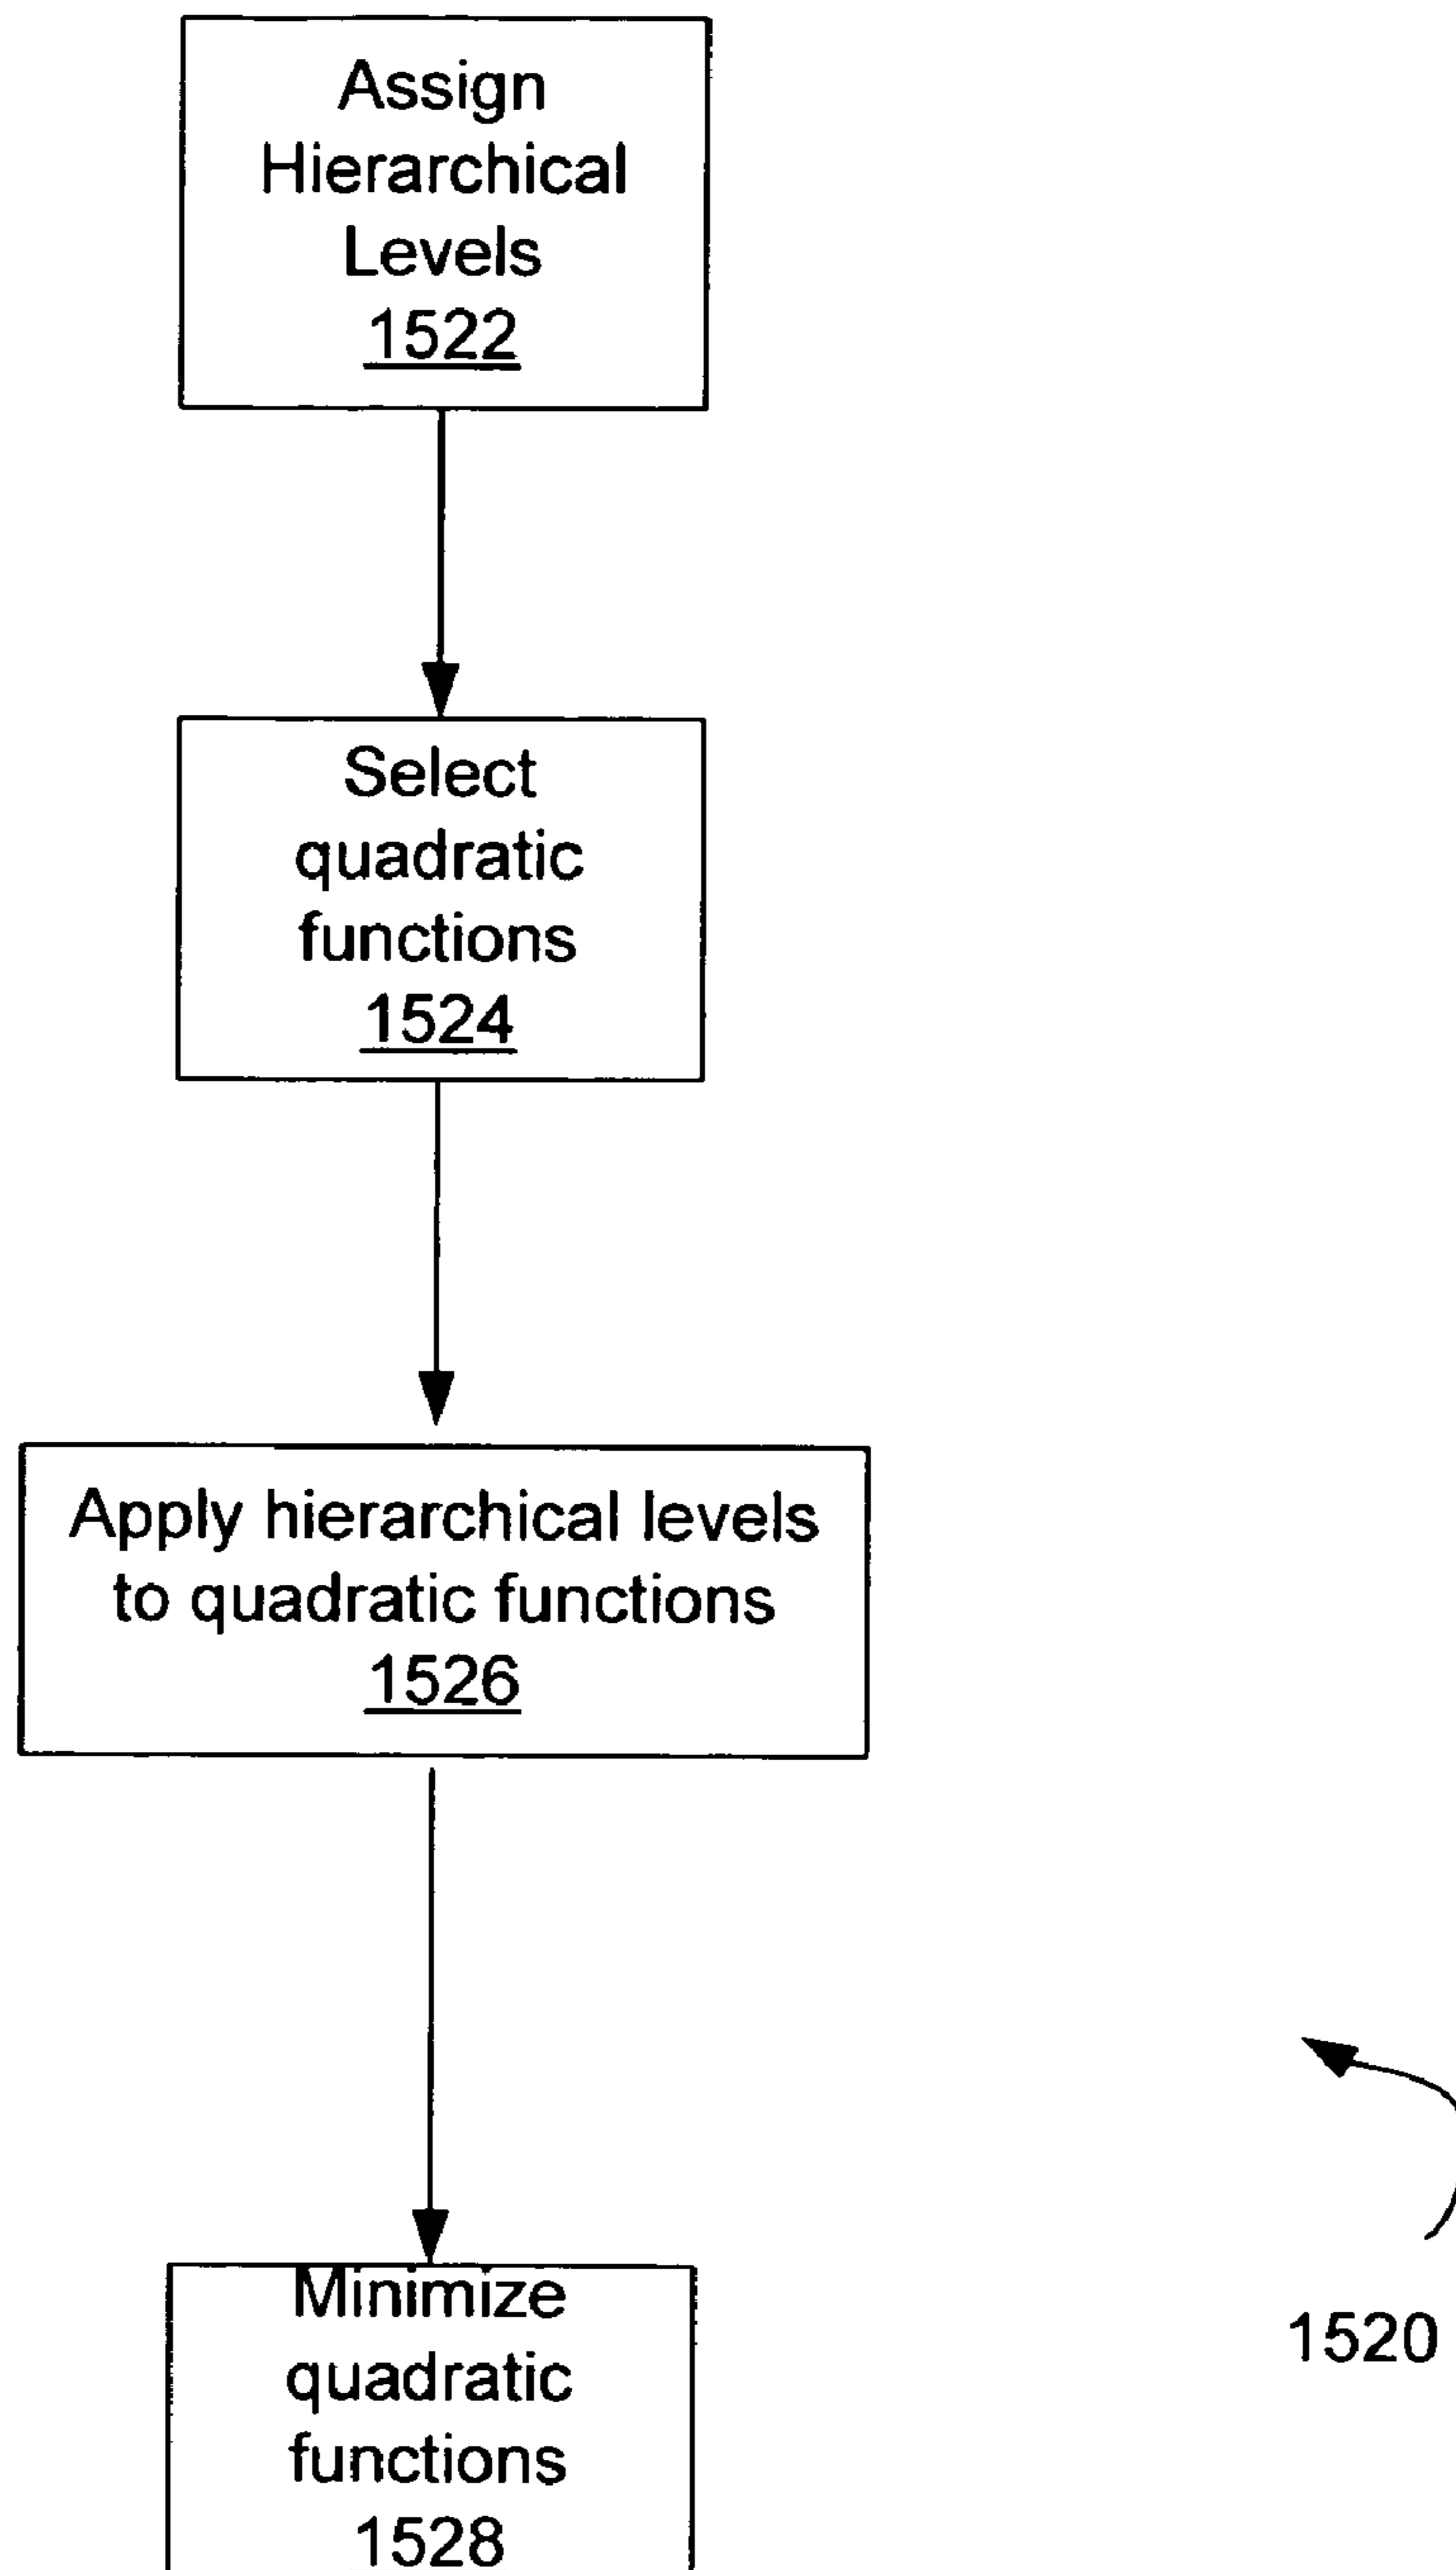 Assign
Hierarchical
Levels
1522
Select
quadratic
functions
1524
Apply hierarchical levels
to quadratic functions
1526
Minimize
quadratic
functions
1528
1520